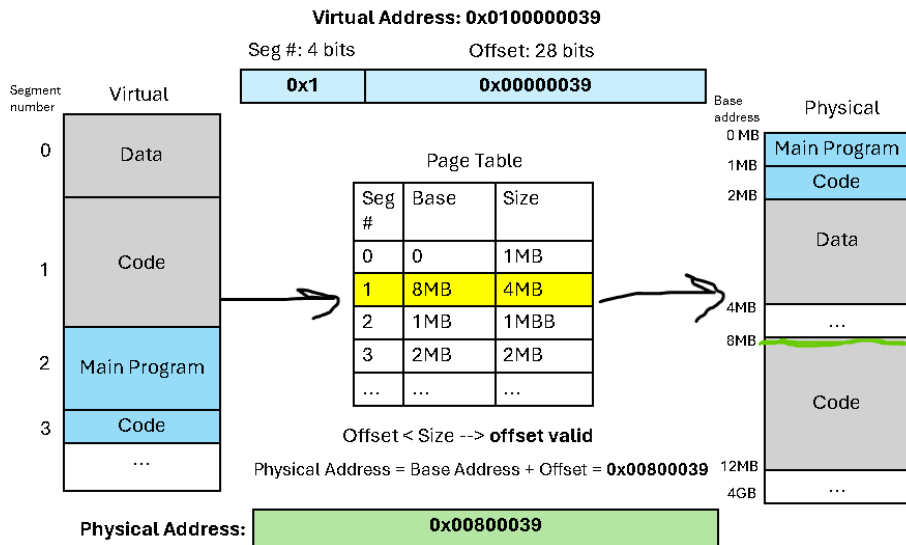 Virtual Address: 0x0100000039
Seg #: 4 bits
Offset: 28 bits
0x1
0x00000039
Segment number
Virtual
0
Data
1
Code
2
Main Program
3
Code
...
Page Table
Seg # Base Size
0 0 1MB
1 8MB 4MB
2 1MB 1MBB
3 2MB 2MB
... ... ...
Offset < Size --> offset valid
Physical Address = Base Address + Offset = 0x00800039
Base address
Physical
0 MB
Main Program
1MB
Code
2MB
Data
4MB
...
8MB
Code
12MB
...
4GB
Physical Address:
0x00800039